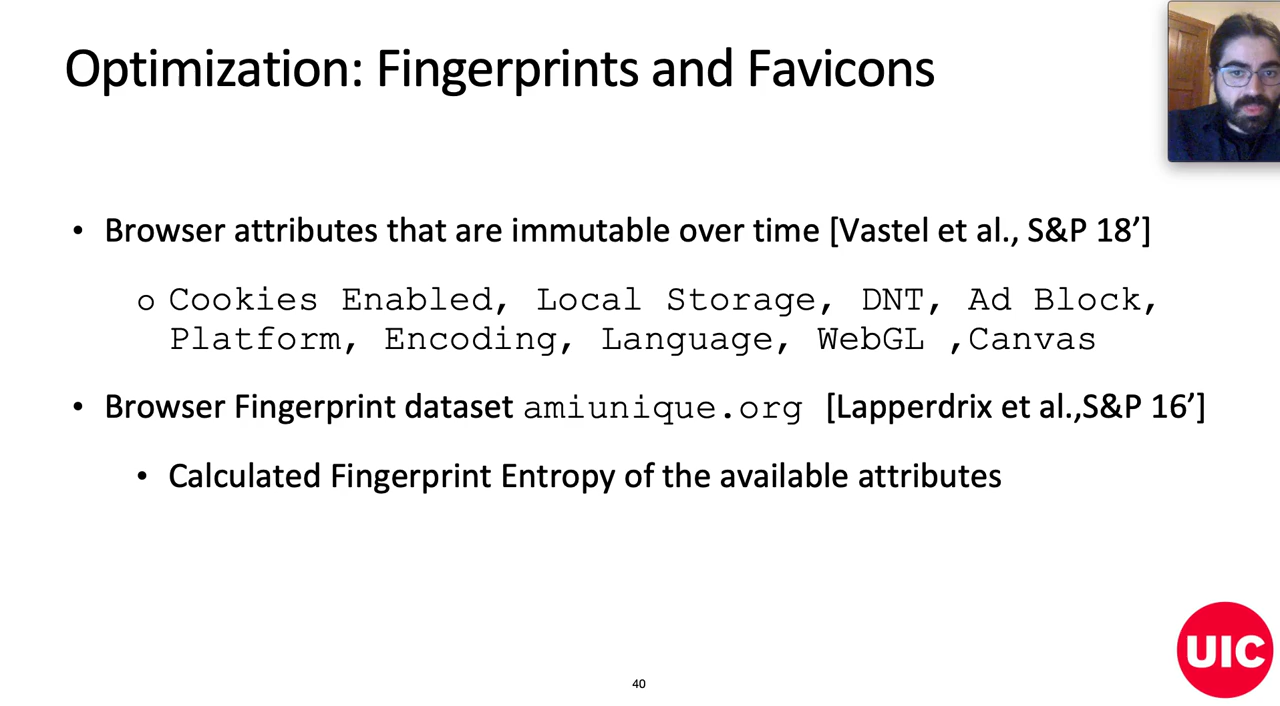 Optimization: Fingerprints and Favicons
• Browser attributes that are immutable over time [Vastel et al., S&P 18’]
o Cookies Enabled, Local Storage, DNT, Ad Block,
Platform, Encoding, Language, WebGL ,Canvas
• Browser Fingerprint dataset amiunique.org [Lapperdrix et al.,S&P 16’]
• Calculated Fingerprint Entropy of the available attributes
UIC
40